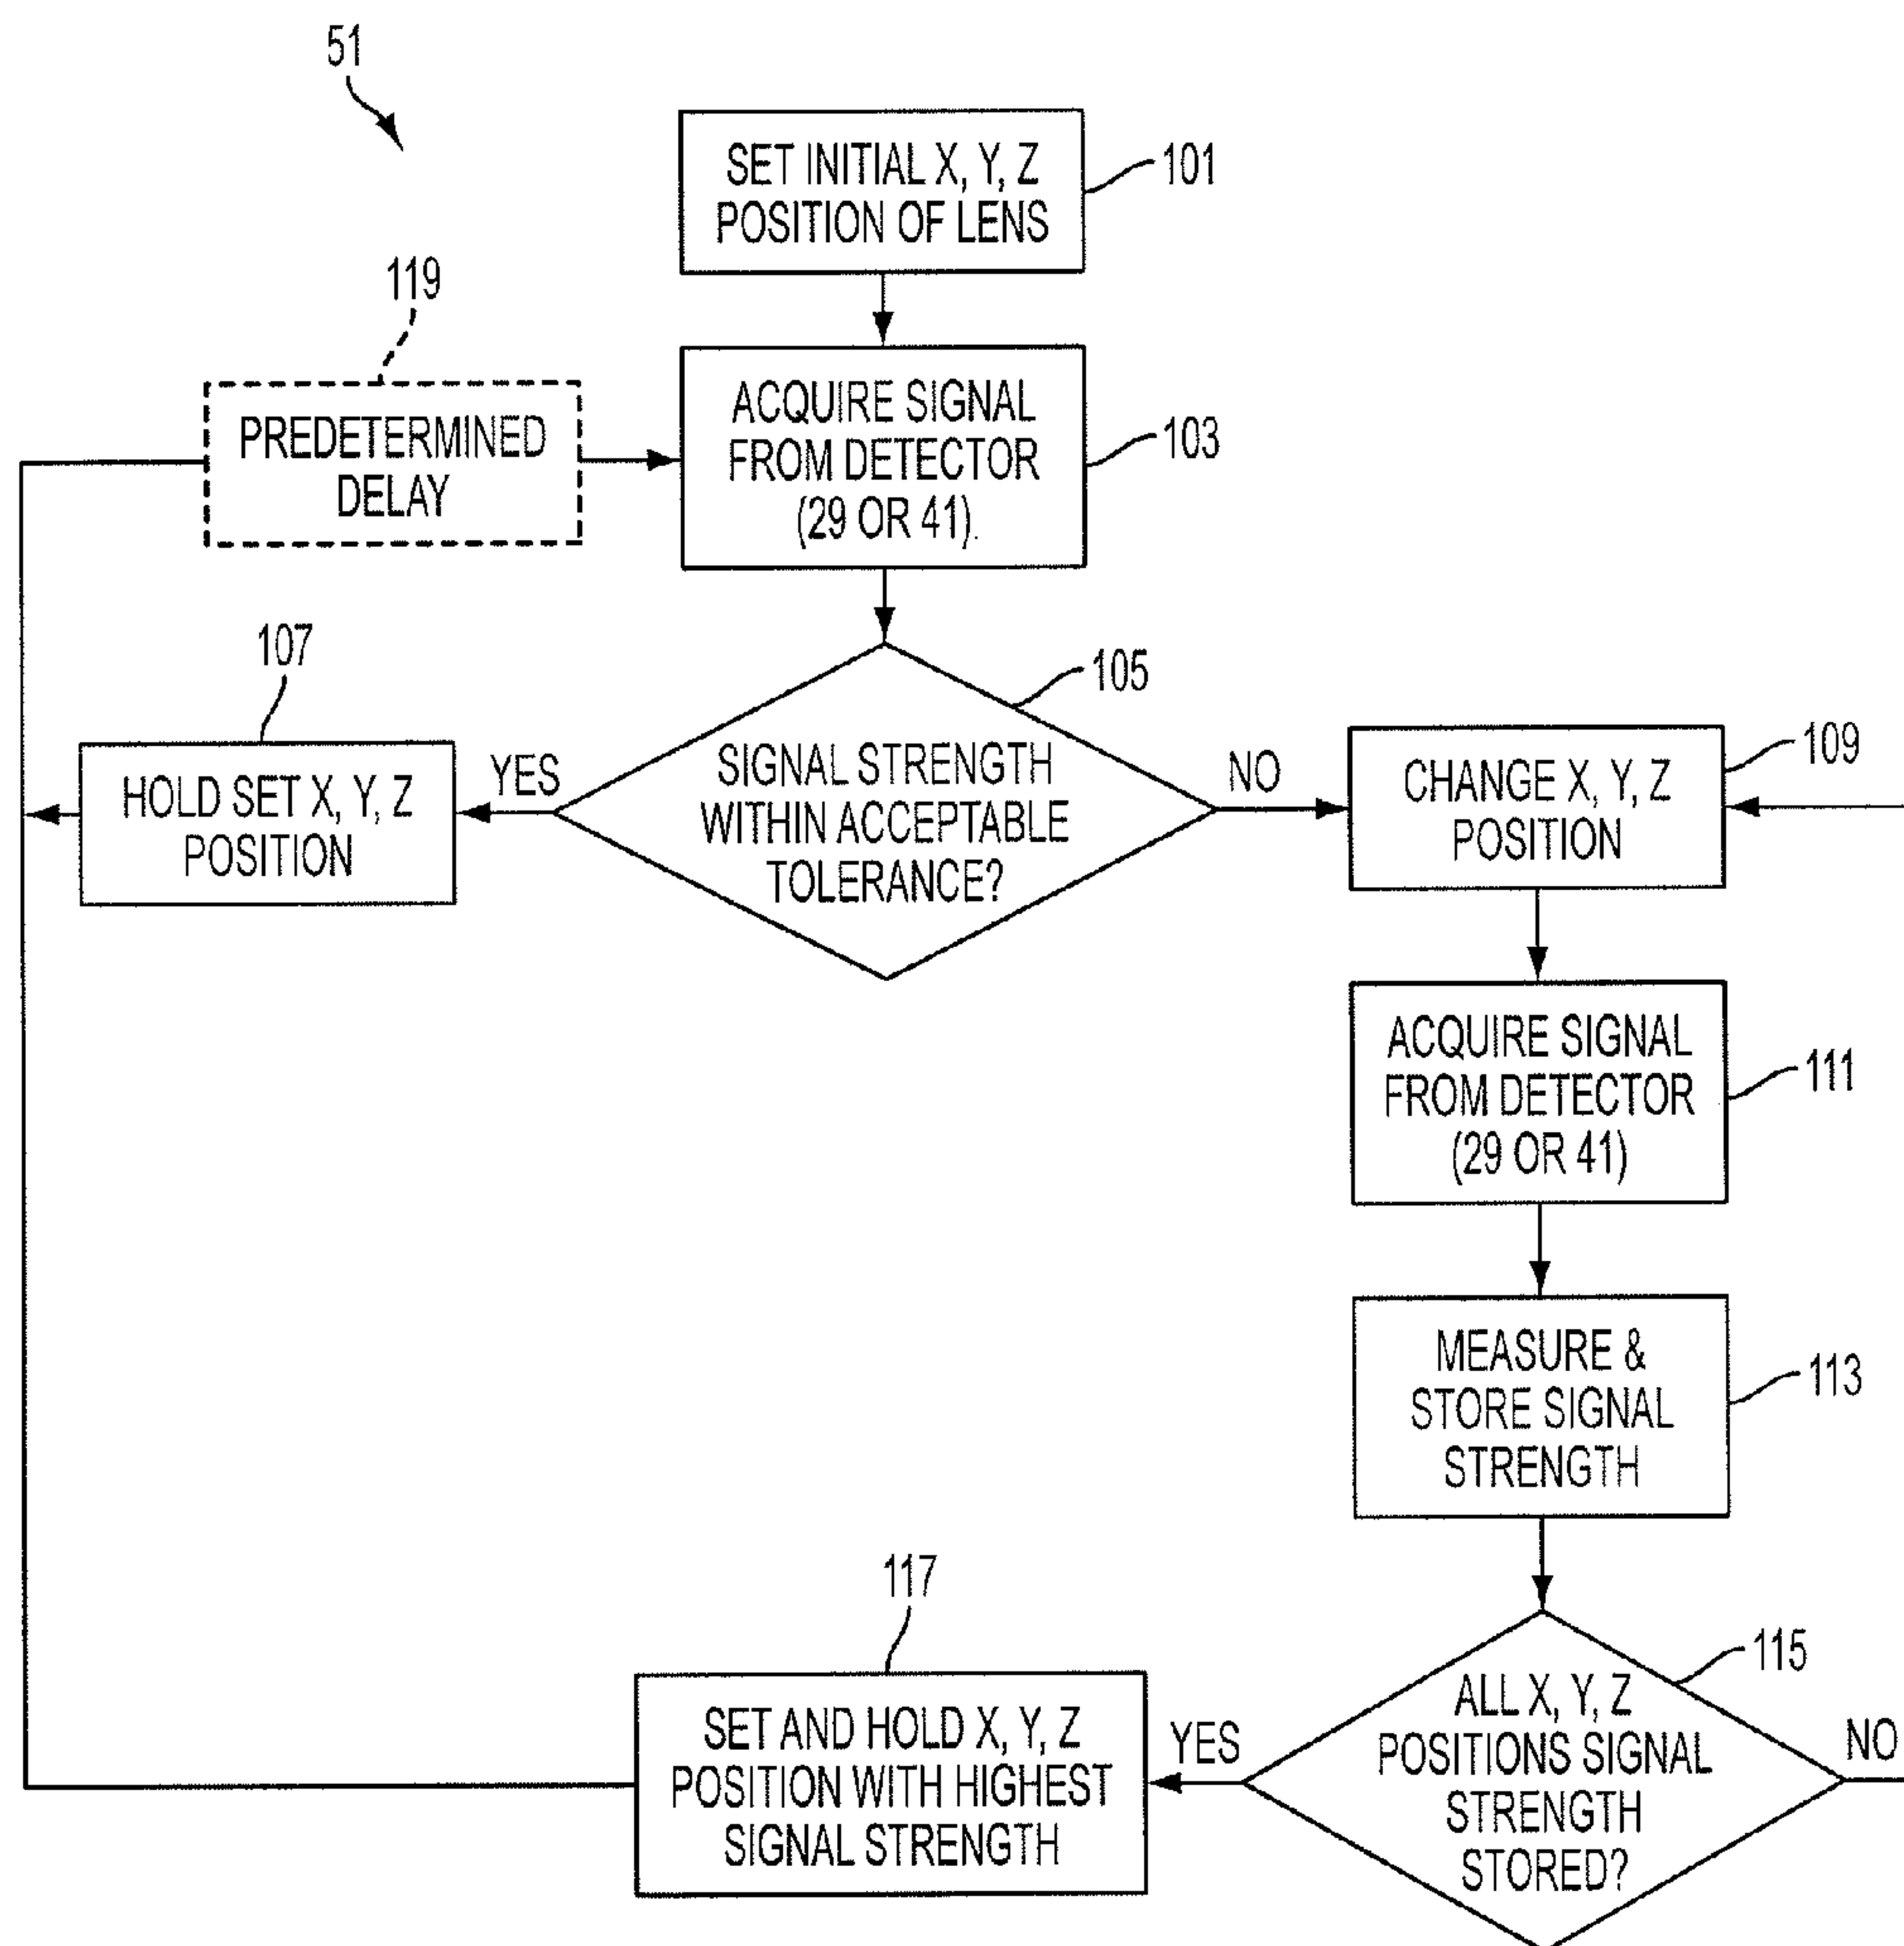 51
SET INITIAL X, Y, Z
POSITION OF LENS
101
119
PREDETERMINED
DELAY
ACQUIRE SIGNAL
FROM DETECTOR
(29 OR 41).
103
107
HOLD SET X, Y, Z
POSITION
YES
105
SIGNAL STRENGTH
WITHIN ACCEPTABLE
TOLERANCE?
NO
CHANGE X, Y, Z
POSITION
109
ACQUIRE SIGNAL
FROM DETECTOR
(29 OR 41)
111
MEASURE &
STORE SIGNAL
STRENGTH
113
117
SET AND HOLD X, Y, Z
POSITION WITH HIGHEST
SIGNAL STRENGTH
YES
115
ALL X, Y, Z
POSITIONS SIGNAL
STRENGTH
STORED?
NO